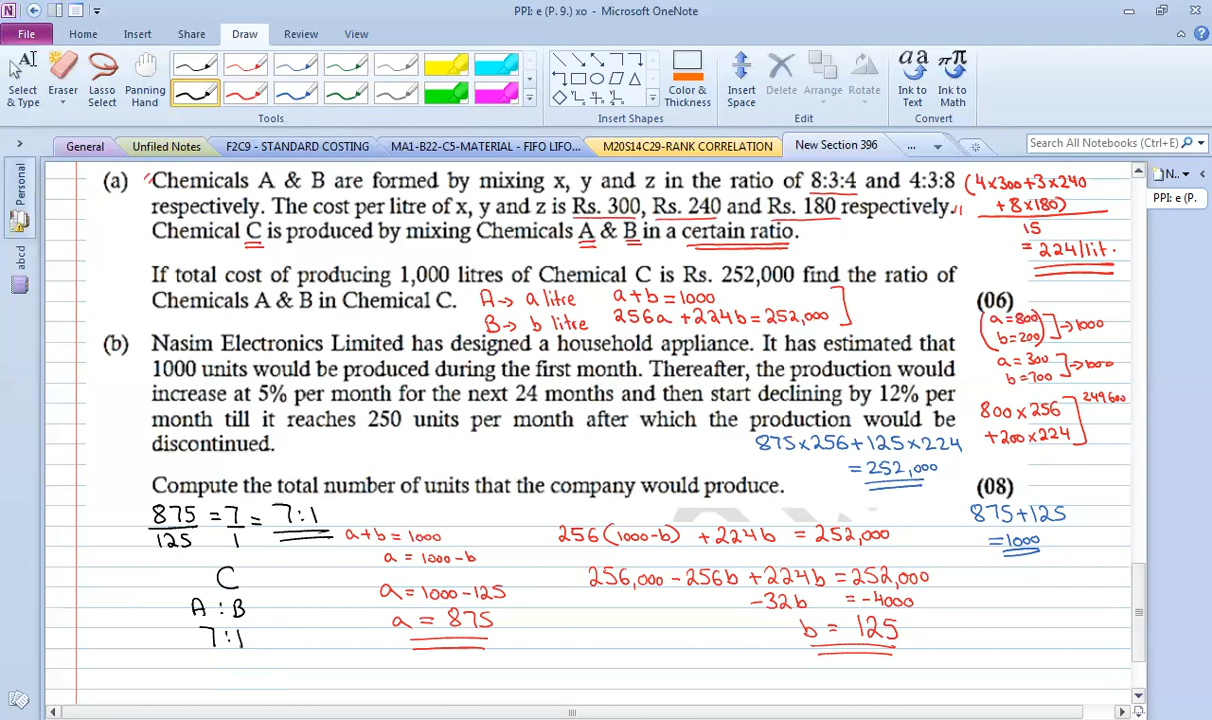 PPI: e (P. 9.) xo - Microsoft OneNote
File Home Insert Share Draw Review View
Select & Type
Eraser
Lasso Select
Panning Hand
Color & Thickness
Insert Space
Delete
Arrange
Rotate
Ink to Text
Ink to Math
Tools
Insert Shapes
Edit
Convert
General Unfiled Notes F2C9 - STANDARD COSTING MA1-B22-C5-MATERIAL - FIFO LIFO... M20S14C29-RANK CORRELATION New Section 396 ... Search All Notebooks (Ctrl+E)
Personal
abcd
N..
PPI: e (P.
(a) Chemicals A & B are formed by mixing x, y and z in the ratio of 8:3:4 and 4:3:8
respectively. The cost per litre of x, y and z is Rs. 300, Rs. 240 and Rs. 180 respectively.
Chemical C is produced by mixing Chemicals A & B in a certain ratio.
(4×300+3×240
+8×180)
15
= 224/lit.
If total cost of producing 1,000 litres of Chemical C is Rs. 252,000 find the ratio of
Chemicals A & B in Chemical C. (06)
A → a litre
B → b litre
a+b=1000
256a +224b=252,000
(b) Nasim Electronics Limited has designed a household appliance. It has estimated that
1000 units would be produced during the first month. Thereafter, the production would
increase at 5% per month for the next 24 months and then start declining by 12% per
month till it reaches 250 units per month after which the production would be
discontinued.
(a=800
b=200) →1000
a=300
b=700 →1000
800×256
+200×224
249600
875×256+125×224
= 252,000
Compute the total number of units that the company would produce. (08)
875+125
=1000
875 = 7 = 7:1
125 1
C
A : B
7:1
a+b=1000
a=1000-b
a=1000-125
a = 875
256(1000-b) +224b = 252,000
256,000 - 256b +224b = 252,000
-32b = -4000
b = 125